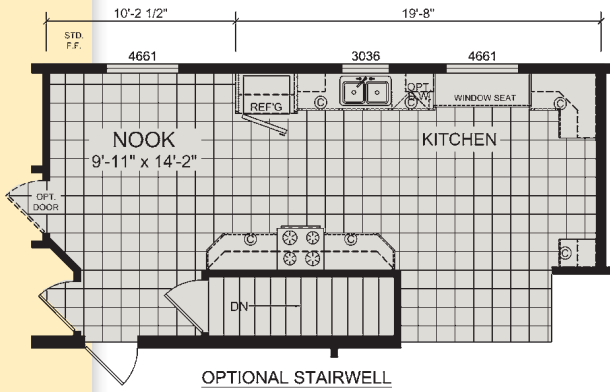 10'-2 1/2"
19'-8"
STD.
F.F.
4661
3036
4661
REF'G
C
OPT.
D.W.
C
WINDOW SEAT
C
NOOK
9'-11" x 14'-2"
KITCHEN
OPT.
DOOR
C
C
C
DN
OPTIONAL STAIRWELL